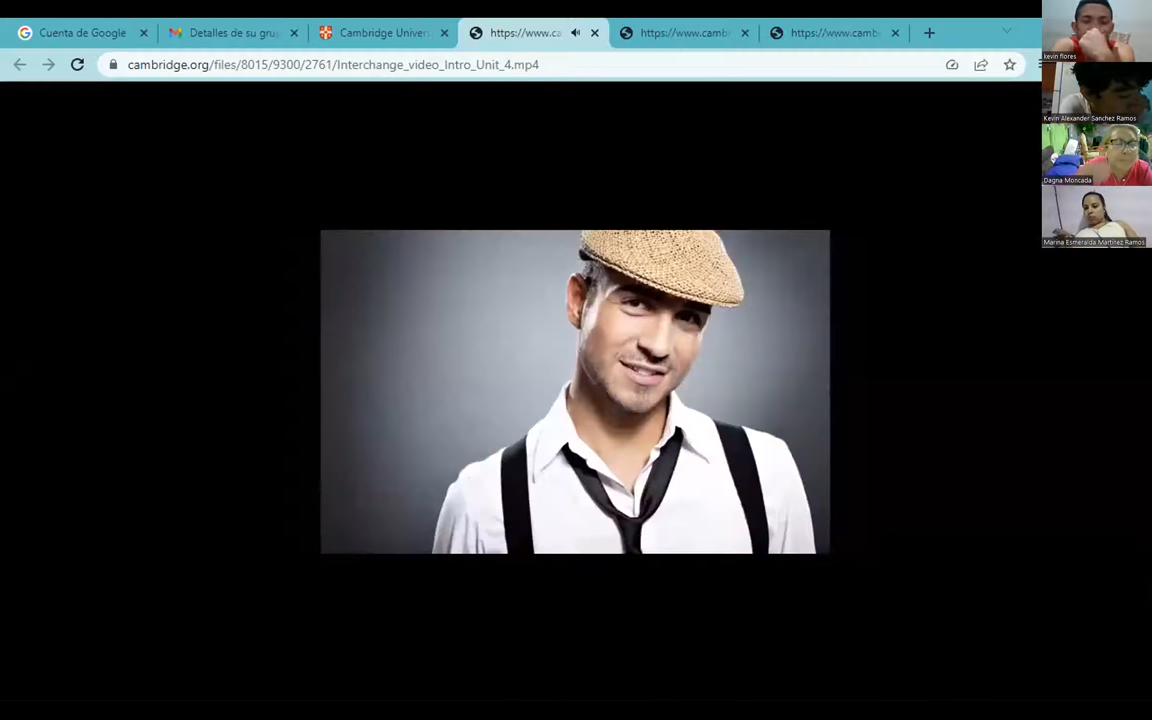 Cuenta de Google
Detalles de su gru
Cambridge Univer
https://www.ca
https://www.camb
https://www.camb
cambridge.org/files/8015/9300/2761/Interchange_video_Intro_Unit_4.mp4
kevin flores
Kevin Alexander Sanchez Ramos
Dagna Moncada
Marina Esmeralda Martinez Ramos